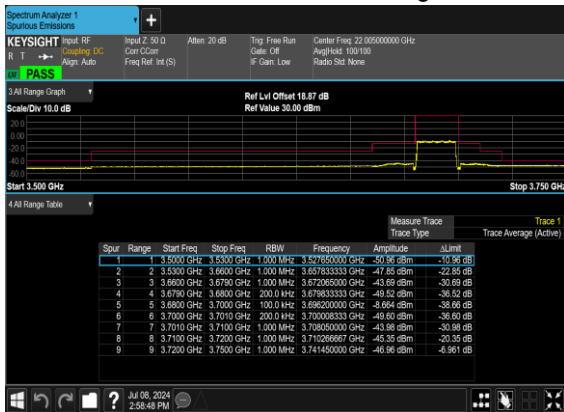 Spectrum Analyzer 1
Spurious Emissions
KEYSIGHT Input: RF Input Z: 50 Ω Atten: 20 dB Trig: Free Run Center Freq: 22.005000000 GHz
R T Coupling: DC Corr CCorr Gate: Off Avg|Hold: 100/100
Align: Auto Freq Ref: Int (S) IF Gain: Low Radio Std: None
PASS
3 All Range Graph
Ref Lvl Offset 18.87 dB
Scale/Div 10.0 dB Ref Value 30.00 dBm
20.0
0.00
-20.0
-40.0
-60.0
Start 3.500 GHz Stop 3.750 GHz
4 All Range Table
Measure Trace Trace 1
Trace Type Trace Average (Active)
Spur Range Start Freq Stop Freq RBW Frequency Amplitude ΔLimit
1 1 3.5000 GHz 3.5300 GHz 1.000 MHz 3.527650000 GHz -50.96 dBm -10.96 dB
2 2 3.5300 GHz 3.6600 GHz 1.000 MHz 3.657833333 GHz -47.85 dBm -22.85 dB
3 3 3.6600 GHz 3.6790 GHz 1.000 MHz 3.672065000 GHz -43.69 dBm -30.69 dB
4 4 3.6790 GHz 3.6800 GHz 200.0 kHz 3.679833333 GHz -49.52 dBm -36.52 dB
5 5 3.6800 GHz 3.7000 GHz 100.0 kHz 3.696200000 GHz -8.664 dBm -38.66 dB
6 6 3.7000 GHz 3.7010 GHz 200.0 kHz 3.700008333 GHz -49.60 dBm -36.60 dB
7 7 3.7010 GHz 3.7100 GHz 1.000 MHz 3.708050000 GHz -43.98 dBm -30.98 dB
8 8 3.7100 GHz 3.7200 GHz 1.000 MHz 3.710266667 GHz -45.35 dBm -20.35 dB
9 9 3.7200 GHz 3.7500 GHz 1.000 MHz 3.741450000 GHz -46.96 dBm -6.961 dB
? Jul 08, 2024
2:58:48 PM